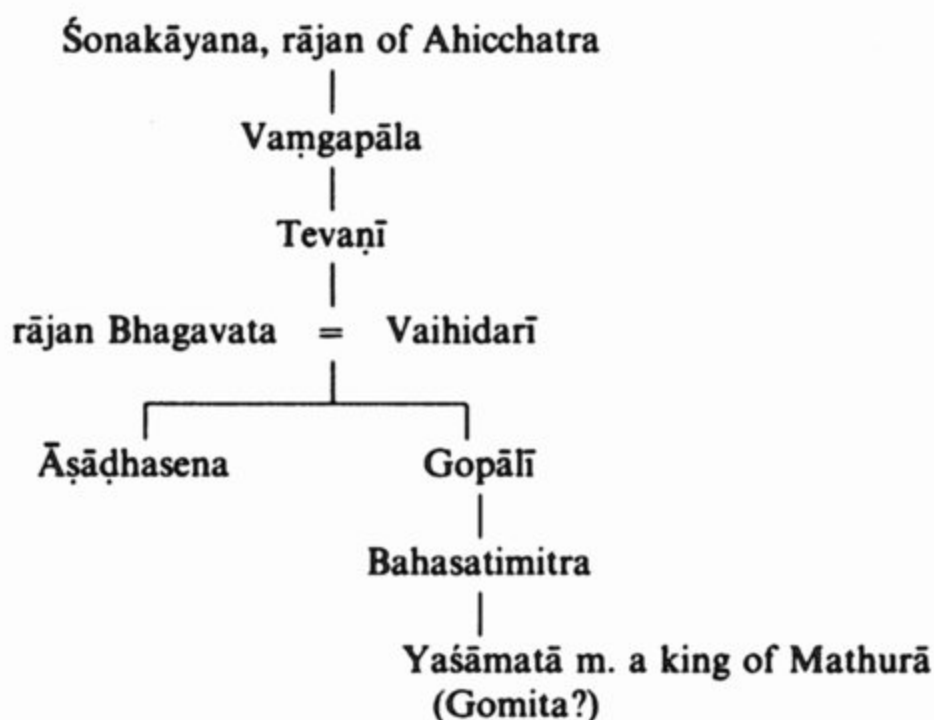 Śonakāyana, rājan of Ahicchatra
Vaṃgapāla
Tevaṇī
rājan Bhagavata = Vaihidarī
Āṣāḍhasena Gopālī
Bahasatimitra
Yaśāmatā m. a king of Mathurā
(Gomita?)